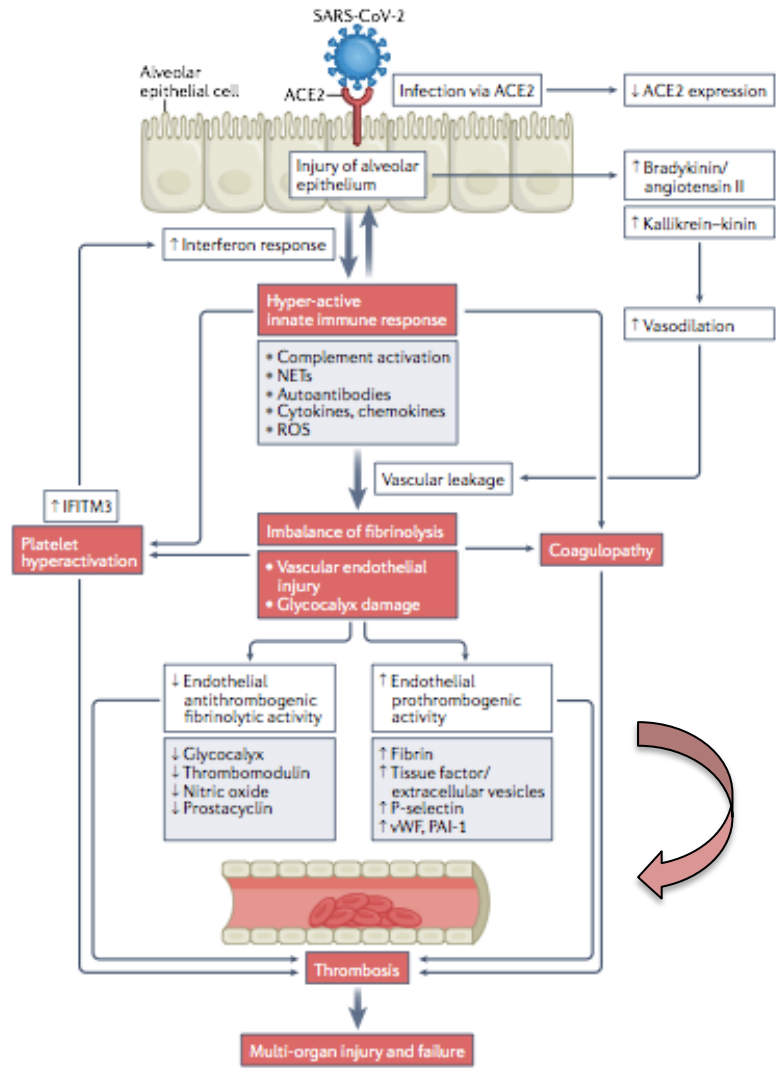 SARS-CoV-2
Alveolar
epithelial cell
ACE2
Infection via ACE2
↓ ACE2 expression
Injury of alveolar
epithelium
↑ Bradykinin/
angiotensin II
↑ Kallikrein–kinin
↑ Interferon response
Hyper-active
innate immune response
↑ Vasodilation
• Complement activation
• NETs
• Autoantibodies
• Cytokines, chemokines
• ROS
Vascular leakage
↑ IFITM3
Platelet
hyperactivation
Imbalance of fibrinolysis
• Vascular endothelial
injury
• Glycocalyx damage
Coagulopathy
↓ Endothelial
antithrombogenic
fibrinolytic activity
↓ Glycocalyx
↓ Thrombomodulin
↓ Nitric oxide
↓ Prostacyclin
↑ Endothelial
prothrombogenic
activity
↑ Fibrin
↑ Tissue factor/
extracellular vesicles
↑ P-selectin
↑ vWF, PAI-1
Thrombosis
Multi-organ injury and failure